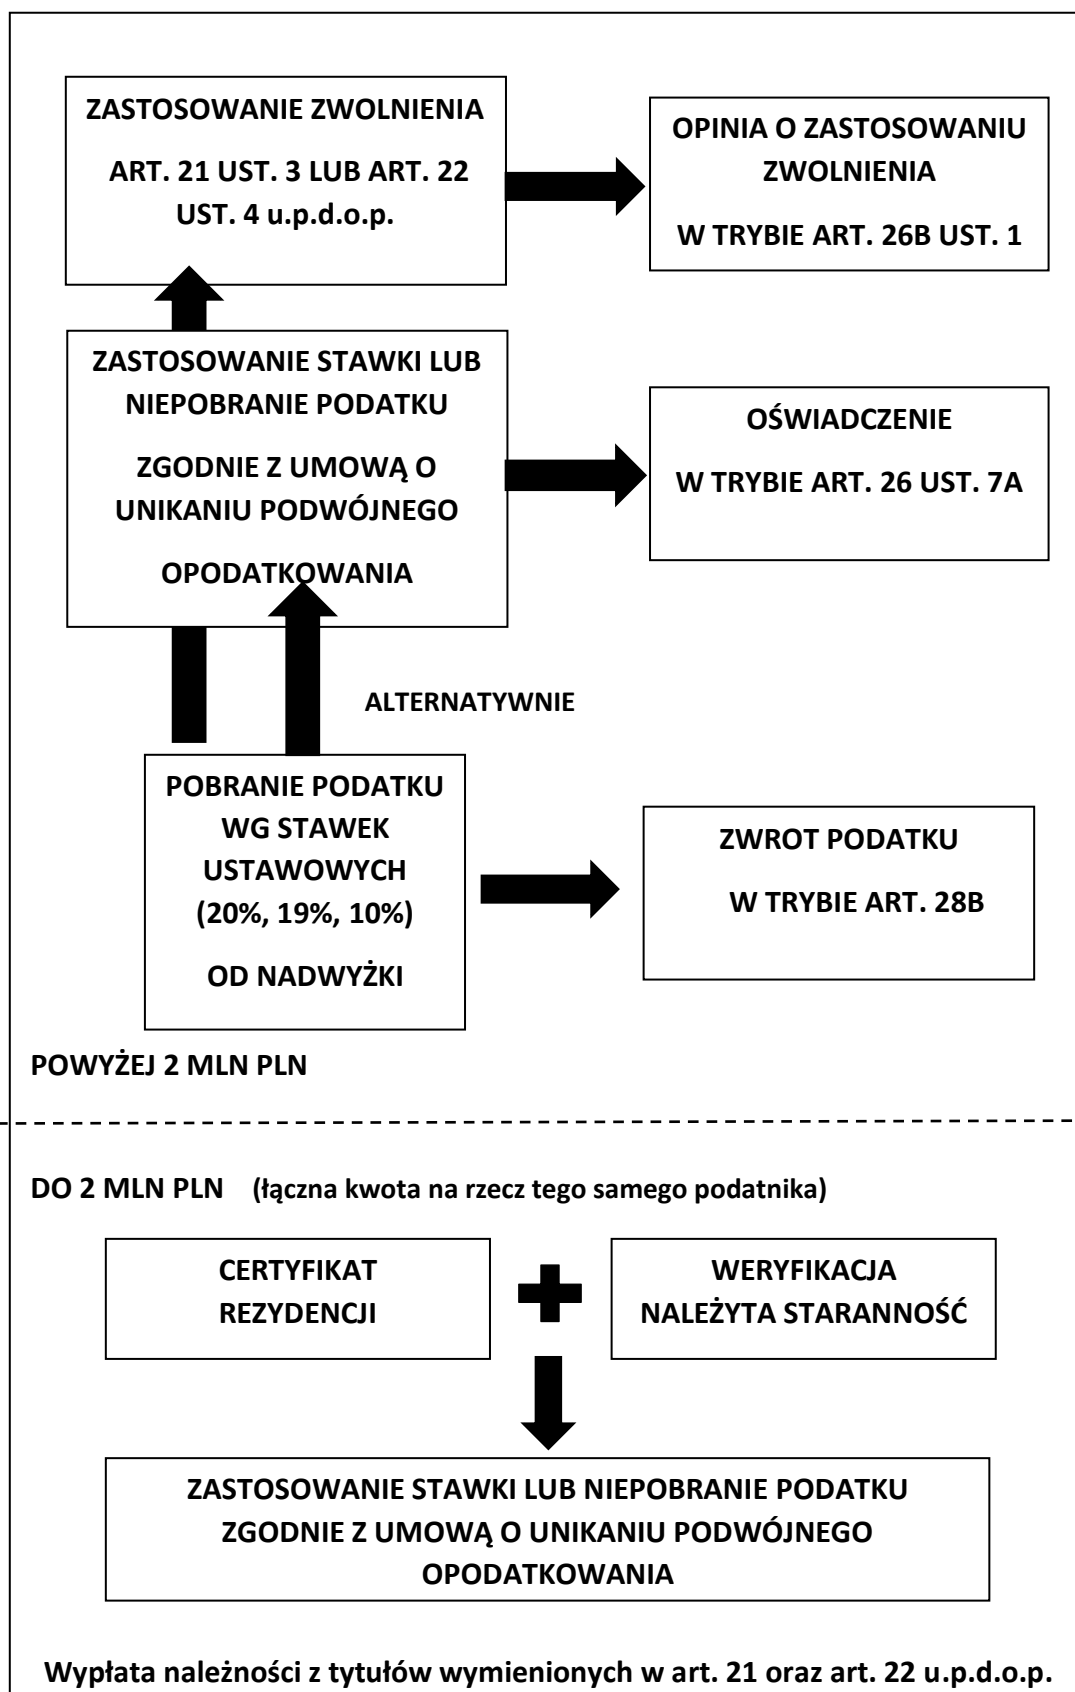 ZASTOSOWANIE ZWOLNIENIA
ART. 21 UST. 3 LUB ART. 22
UST. 4 u.p.d.o.p.
OPINIA O ZASTOSOWANIU
ZWOLNIENIA
W TRYBIE ART. 26B UST. 1
ZASTOSOWANIE STAWKI LUB
NIEPOBRANIE PODATKU
ZGODNIE Z UMOWĄ O
UNIKANIU PODWÓJNEGO
OPODATKOWANIA
OŚWIADCZENIE
W TRYBIE ART. 26 UST. 7A
ALTERNATYWNIE
POBRANIE PODATKU
WG STAWEK
USTAWOWYCH
(20%, 19%, 10%)
OD NADWYŻKI
ZWROT PODATKU
W TRYBIE ART. 28B
POWYŻEJ 2 MLN PLN
DO 2 MLN PLN (łączna kwota na rzecz tego samego podatnika)
CERTYFIKAT
REZYDENCJI
WERYFIKACJA
NALEŻYTA STARANNOŚĆ
ZASTOSOWANIE STAWKI LUB NIEPOBRANIE PODATKU
ZGODNIE Z UMOWĄ O UNIKANIU PODWÓJNEGO
OPODATKOWANIA
Wypłata należności z tytułów wymienionych w art. 21 oraz art. 22 u.p.d.o.p.